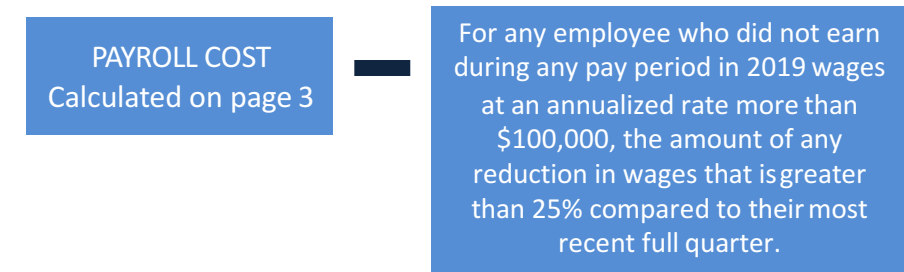 PAYROLL COST
Calculated on page 3
For any employee who did not earn
during any pay period in 2019 wages
at an annualized rate more than
$100,000, the amount of any
reduction in wages that is greater
than 25% compared to their most
recent full quarter.